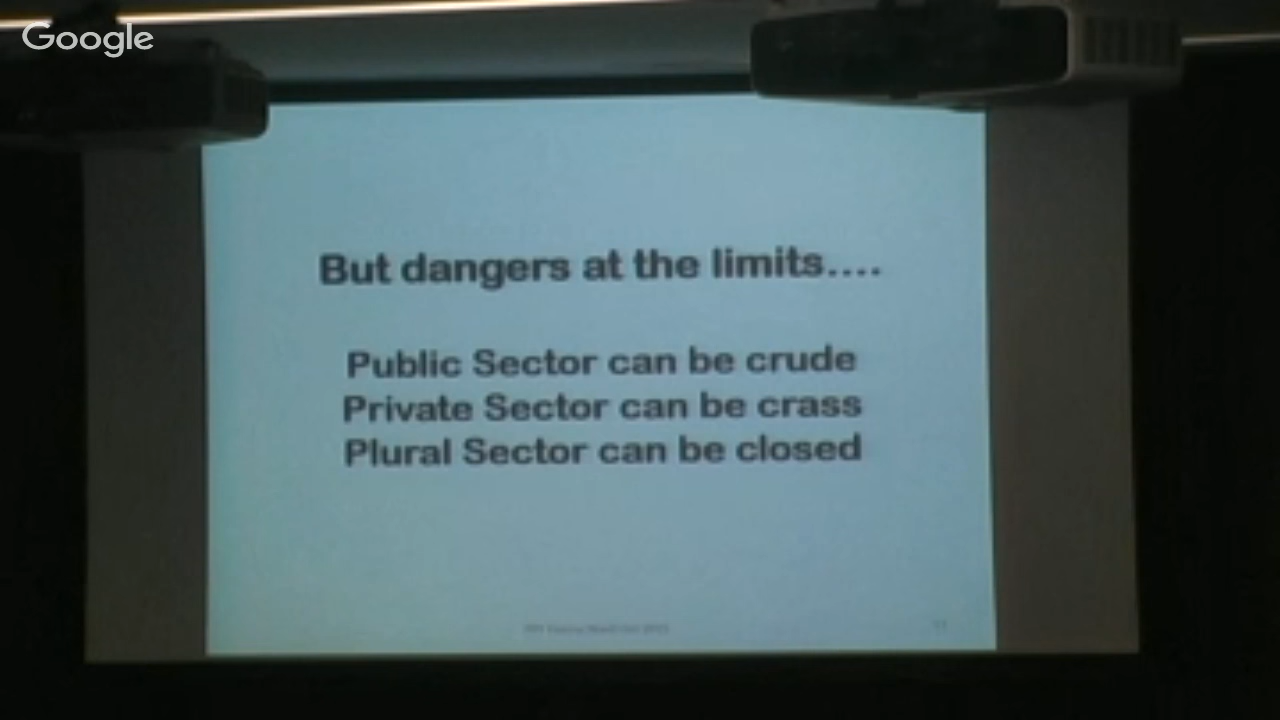 Google
But dangers at the limits....
Public Sector can be crude
Private Sector can be crass
Plural Sector can be closed